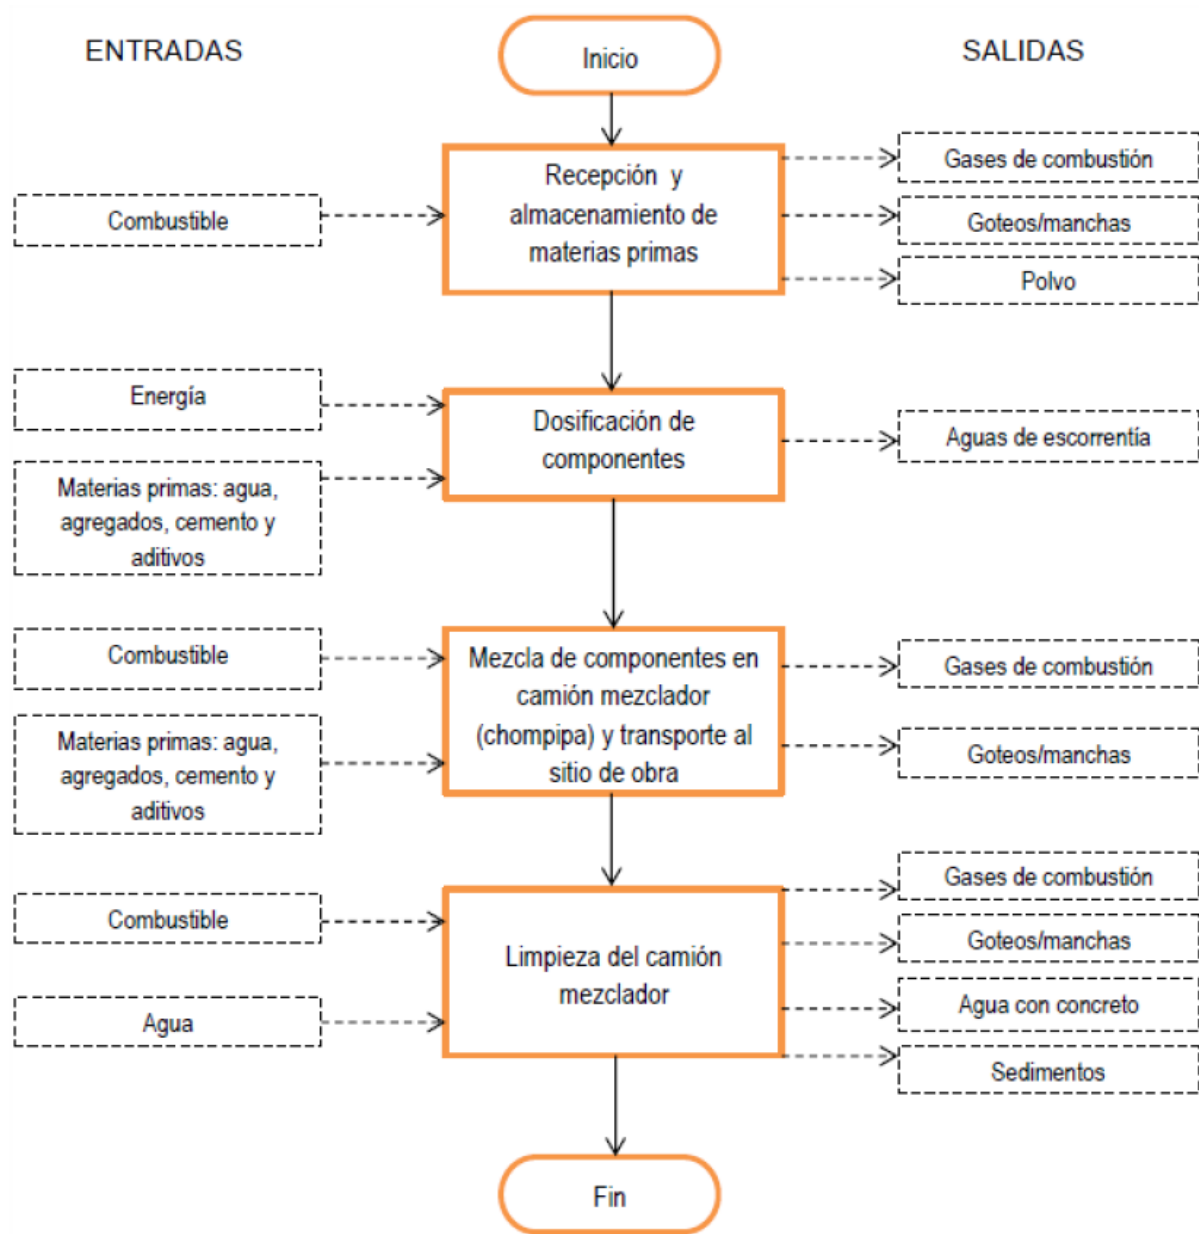 ENTRADAS
Inicio
SALIDAS
Combustible
Recepción y
almacenamiento de
materias primas
Gases de combustión
Goteos/manchas
Polvo
Energía
Materias primas: agua,
agregados, cemento y
aditivos
Dosificación de
componentes
Aguas de escorrentía
Combustible
Materias primas: agua,
agregados, cemento y
aditivos
Mezcla de componentes en
camión mezclador
(chompipa) y transporte al
sitio de obra
Gases de combustión
Goteos/manchas
Combustible
Agua
Limpieza del camión
mezclador
Gases de combustión
Goteos/manchas
Agua con concreto
Sedimentos
Fin